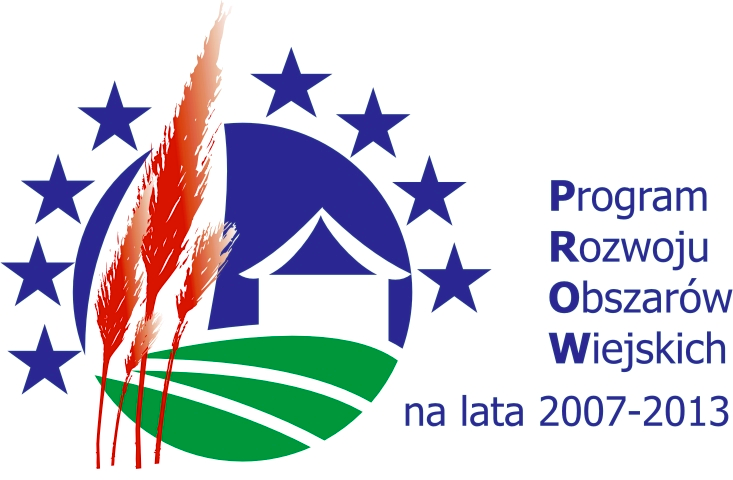 Program
Rozwoju
Obszarów
Wiejskich
na lata 2007-2013